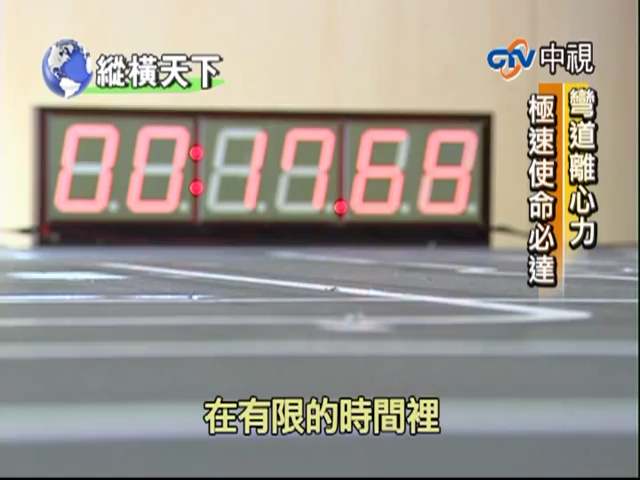 縱橫天下
CTV中視
彎道離心力
極速使命必達
00:17.68
在有限的時間裡